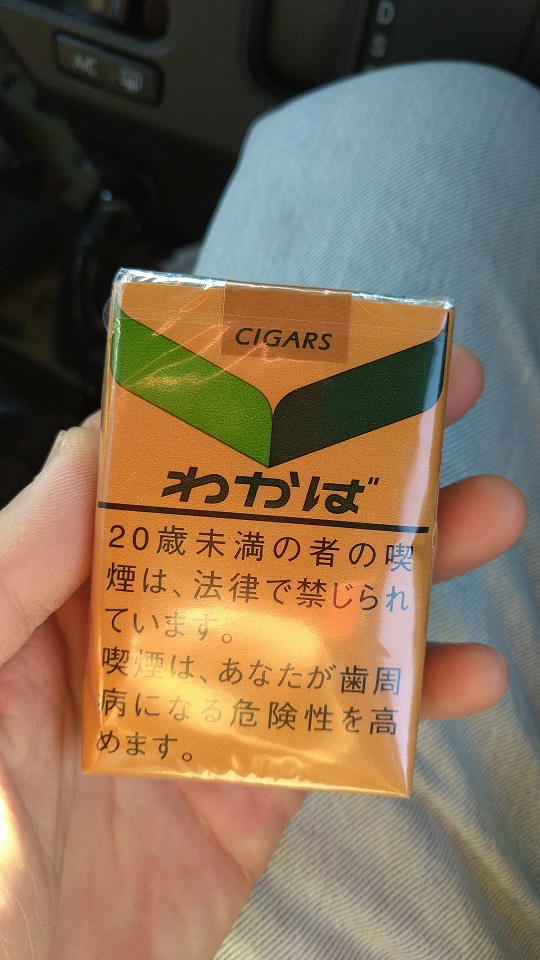 A/C
D
S
CIGARS
わかば
20歳未満の者の喫
煙は、法律で禁じられ
ています。
喫煙は、あなたが歯周
病になる危険性を高
めます。